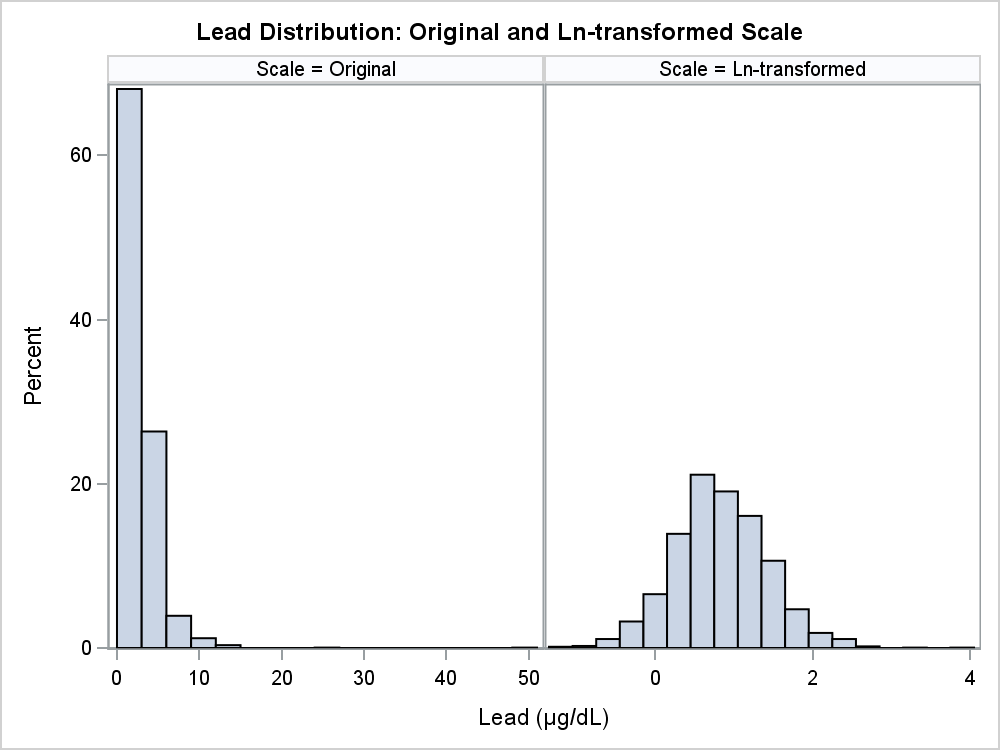 Lead Distribution: Original and Ln-transformed Scale
Scale = Original
Scale = Ln-transformed
Percent
60
40
20
0
0 10 20 30 40 50
0 2 4
Lead (µg/dL)